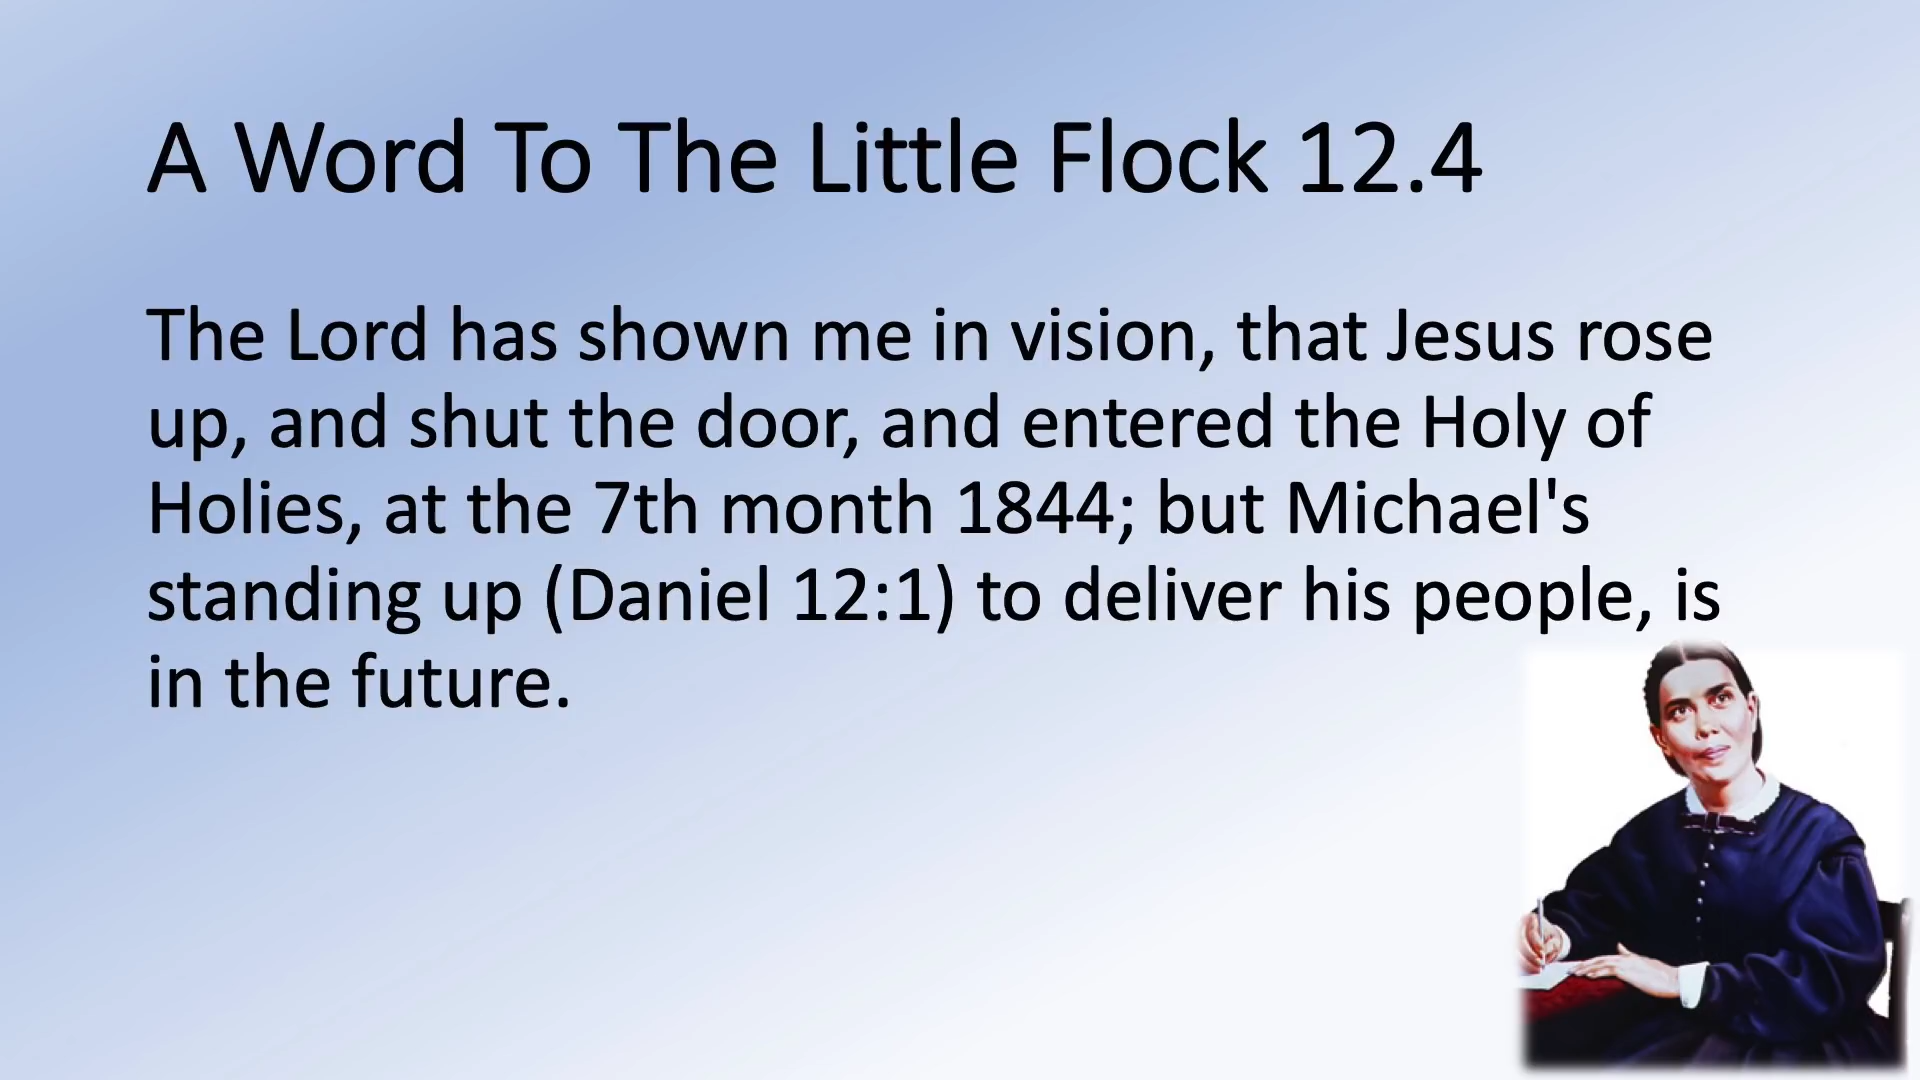 A Word To The Little Flock 12.4
The Lord has shown me in vision, that Jesus rose
up, and shut the door, and entered the Holy of
Holies, at the 7th month 1844; but Michael's
standing up (Daniel 12:1) to deliver his people, is
in the future.